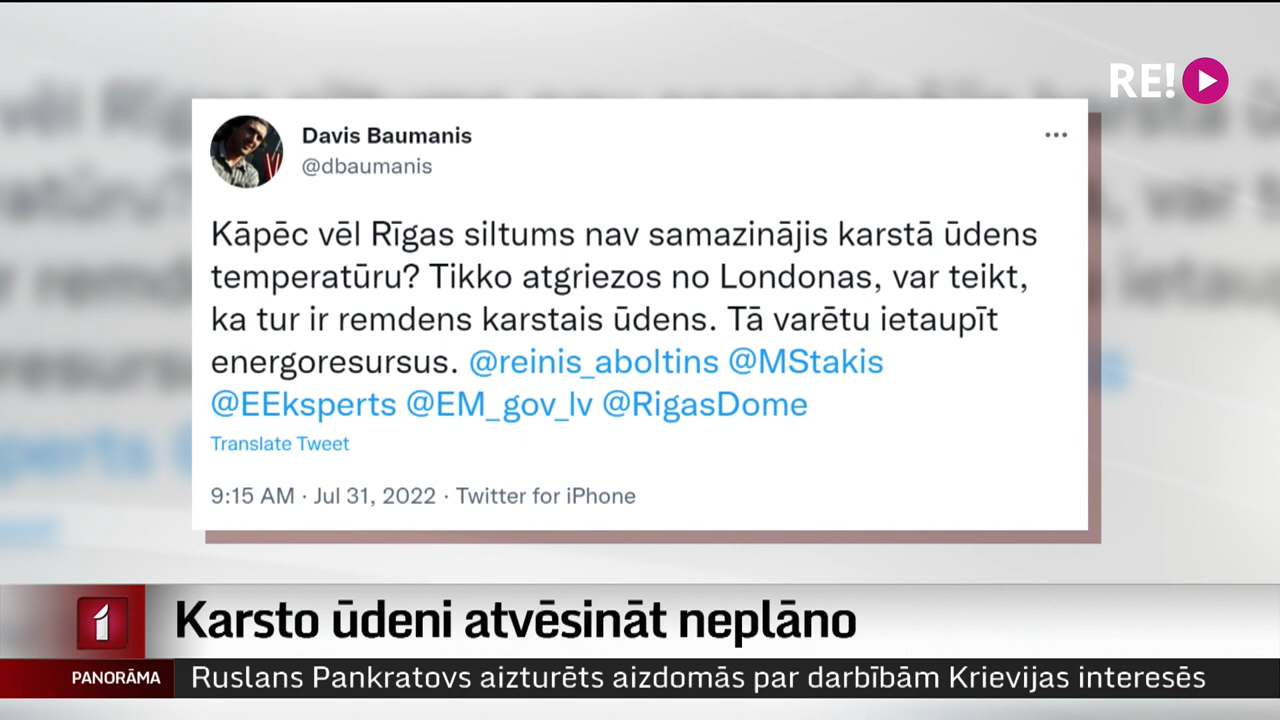 RE!
Davis Baumanis
@dbaumanis
Kāpēc vēl Rīgas siltums nav samazinājis karstā ūdens
temperatūru? Tikko atgriezos no Londonas, var teikt,
ka tur ir remdens karstais ūdens. Tā varētu ietaupīt
energoresursus. @reinis_aboltins @MStakis
@EEksperts @EM_gov_lv @RigasDome
Translate Tweet
9:15 AM · Jul 31, 2022 · Twitter for iPhone
1 Karsto ūdeni atvēsināt neplāno
PANORĀMA Ruslans Pankratovs aizturēts aizdomās par darbībām Krievijas interesēs